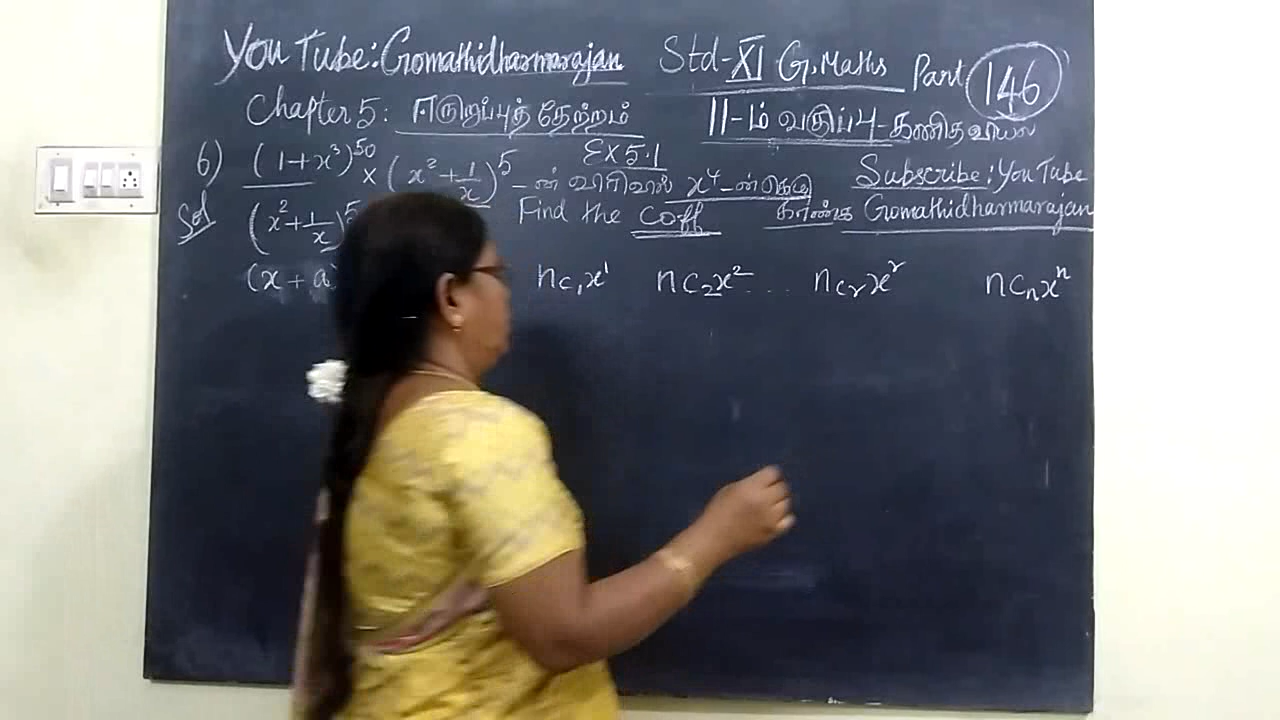 YouTube: Gomathidharmarajan Std-XI G.Maths Part 146
Chapter 5: ஈருறுப்புத் தேற்றம் 11-ம் வகுப்பு-கணிதவியல்
EX 5.1
6) (1+x³)⁵⁰ × (x²+1/x)⁵ -ன் விரிவில் x⁴-ன் கெழு Subscribe: YouTube
Sol (x²+1/x)⁵ Find the coff காண்க Gomathidharmarajan
(x+a) nc₁x¹ nc₂x² ... ncᵣxʳ ncₙxⁿ